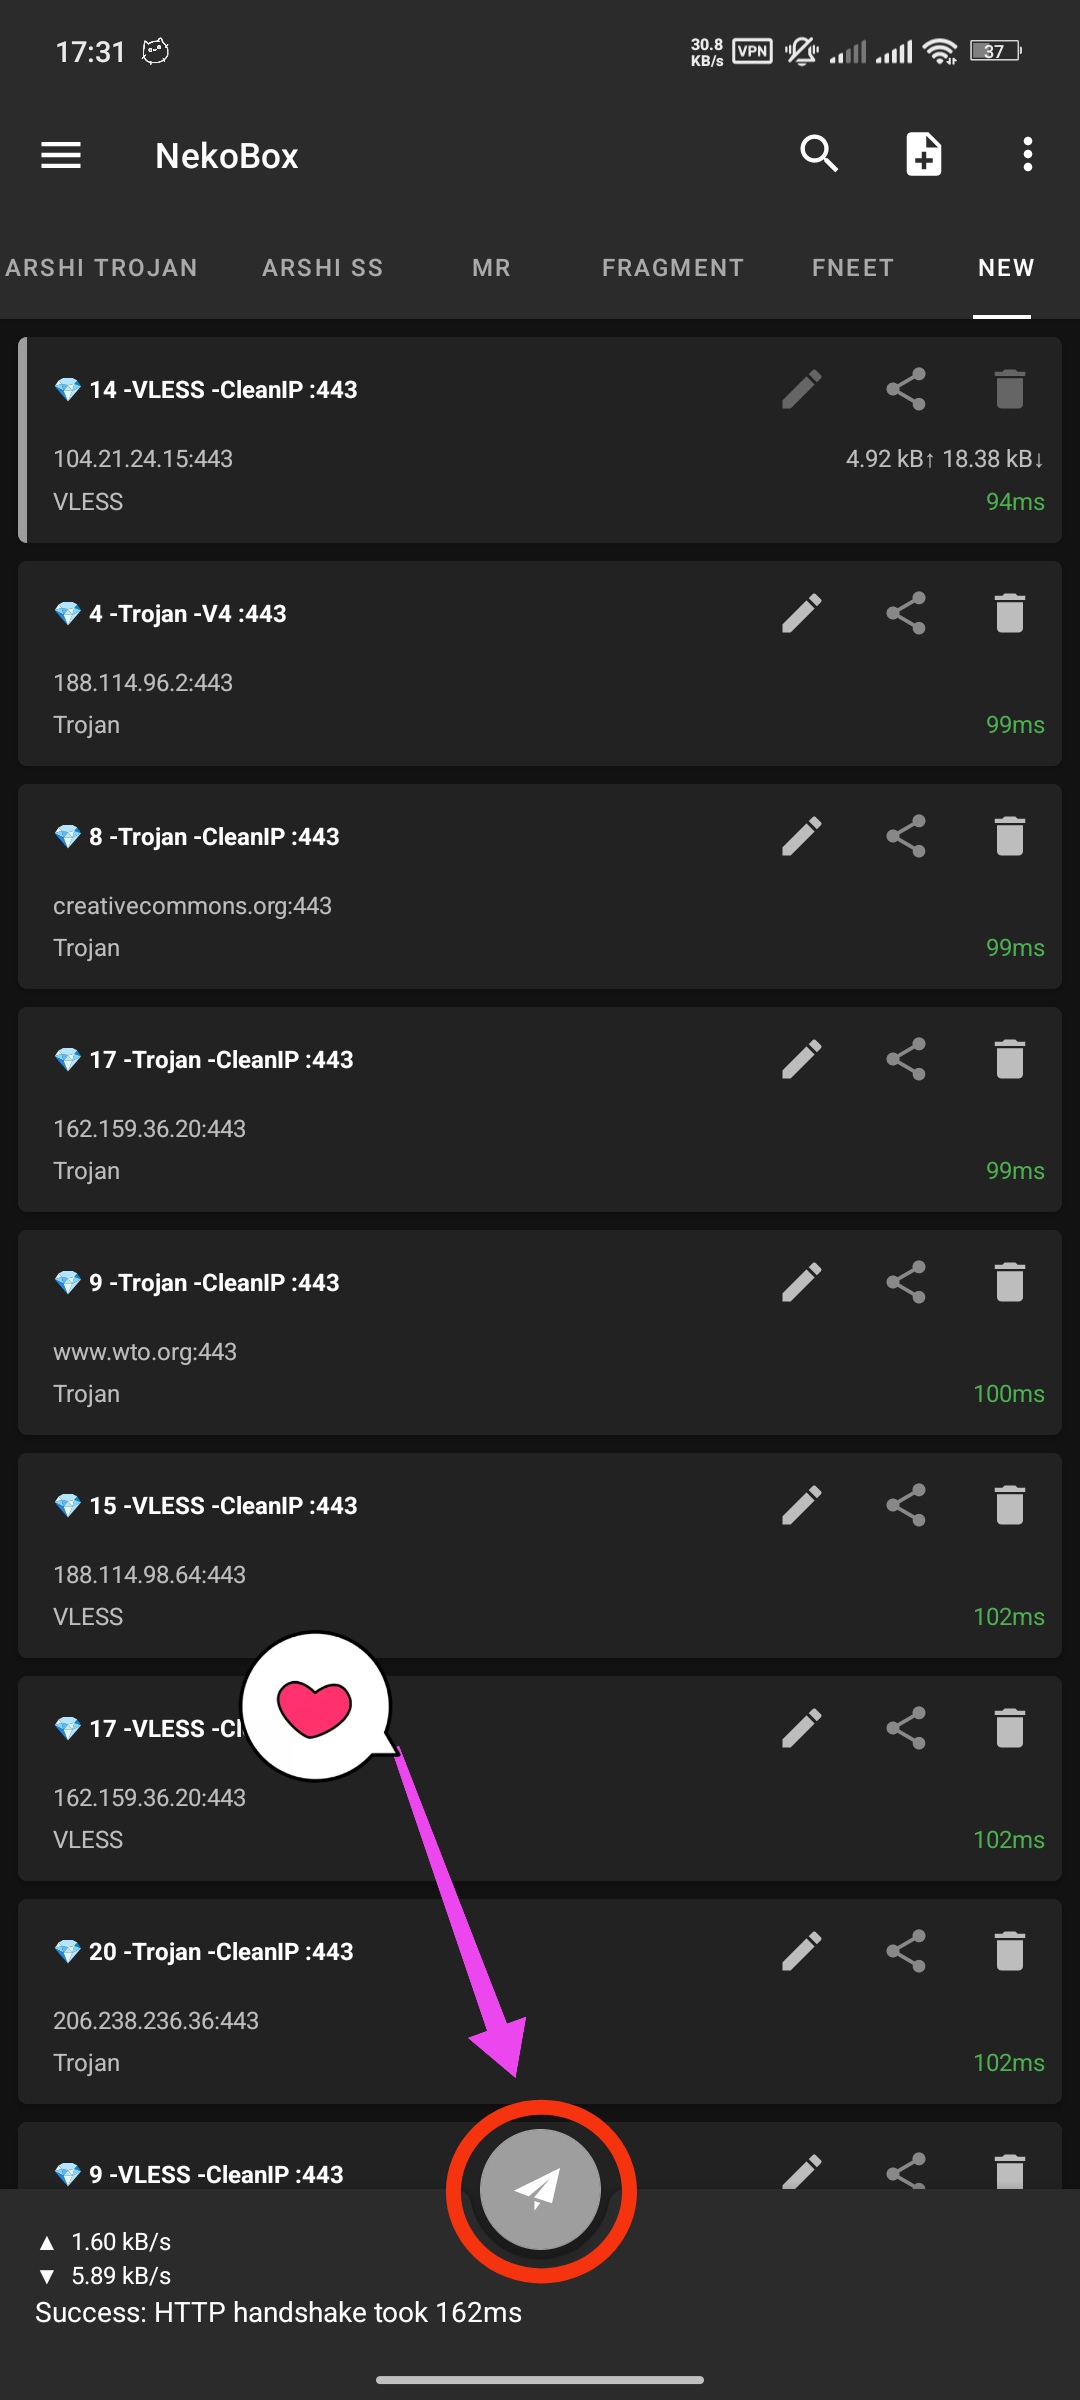 17:31
30.8 KB/s VPN 37
NekoBox
ARSHI TROJAN ARSHI SS MR FRAGMENT FNEET NEW
💎 14 -VLESS -CleanIP :443
104.21.24.15:443 4.92 kB↑ 18.38 kB↓
VLESS 94ms
💎 4 -Trojan -V4 :443
188.114.96.2:443
Trojan 99ms
💎 8 -Trojan -CleanIP :443
creativecommons.org:443
Trojan 99ms
💎 17 -Trojan -CleanIP :443
162.159.36.20:443
Trojan 99ms
💎 9 -Trojan -CleanIP :443
www.wto.org:443
Trojan 100ms
💎 15 -VLESS -CleanIP :443
188.114.98.64:443
VLESS 102ms
💎 17 -VLESS
162.159.36.20:443
VLESS 102ms
💎 20 -Trojan -CleanIP :443
206.238.236.36:443
Trojan 102ms
💎 9 -VLESS -CleanIP :443
▲ 1.60 kB/s
▼ 5.89 kB/s
Success: HTTP handshake took 162ms